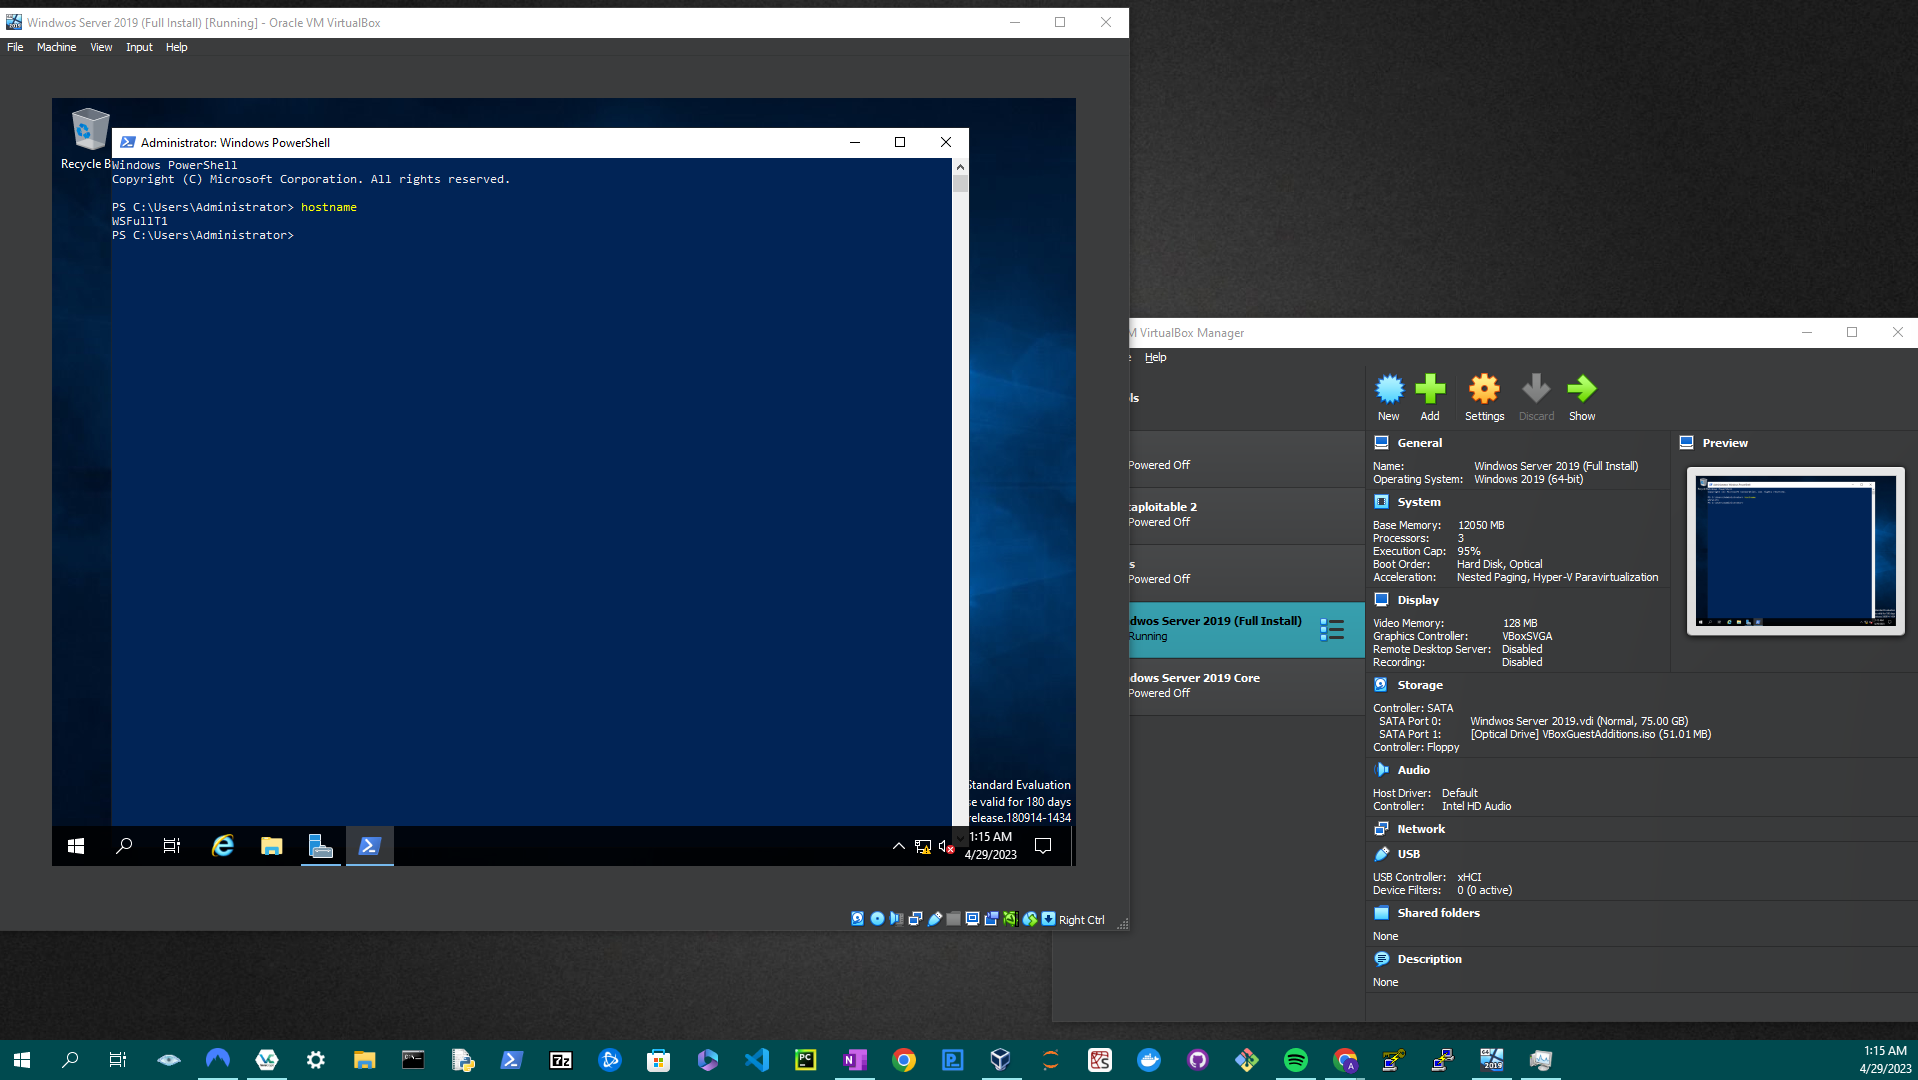 Windwos Server 2019 (Full Install) [Running] - Oracle VM VirtualBox
File Machine View Input Help
Recycle B
Administrator: Windows PowerShell
Windows PowerShell
Copyright (C) Microsoft Corporation. All rights reserved.
PS C:\Users\Administrator> hostname
WSFullT1
PS C:\Users\Administrator>
Standard Evaluation
se valid for 180 days
release.180914-1434
1:15 AM
4/29/2023
Right Ctrl
M VirtualBox Manager
e Help
ls
Powered Off
taploitable 2
Powered Off
s
Powered Off
dwos Server 2019 (Full Install)
Running
dows Server 2019 Core
Powered Off
New Add Settings Discard Show
General
Name: Windwos Server 2019 (Full Install)
Operating System: Windows 2019 (64-bit)
System
Base Memory: 12050 MB
Processors: 3
Execution Cap: 95%
Boot Order: Hard Disk, Optical
Acceleration: Nested Paging, Hyper-V Paravirtualization
Display
Video Memory: 128 MB
Graphics Controller: VBoxSVGA
Remote Desktop Server: Disabled
Recording: Disabled
Storage
Controller: SATA
SATA Port 0: Windwos Server 2019.vdi (Normal, 75.00 GB)
SATA Port 1: [Optical Drive] VBoxGuestAdditions.iso (51.01 MB)
Controller: Floppy
Audio
Host Driver: Default
Controller: Intel HD Audio
Network
USB
USB Controller: xHCI
Device Filters: 0 (0 active)
Shared folders
None
Description
None
Preview
1:15 AM
4/29/2023